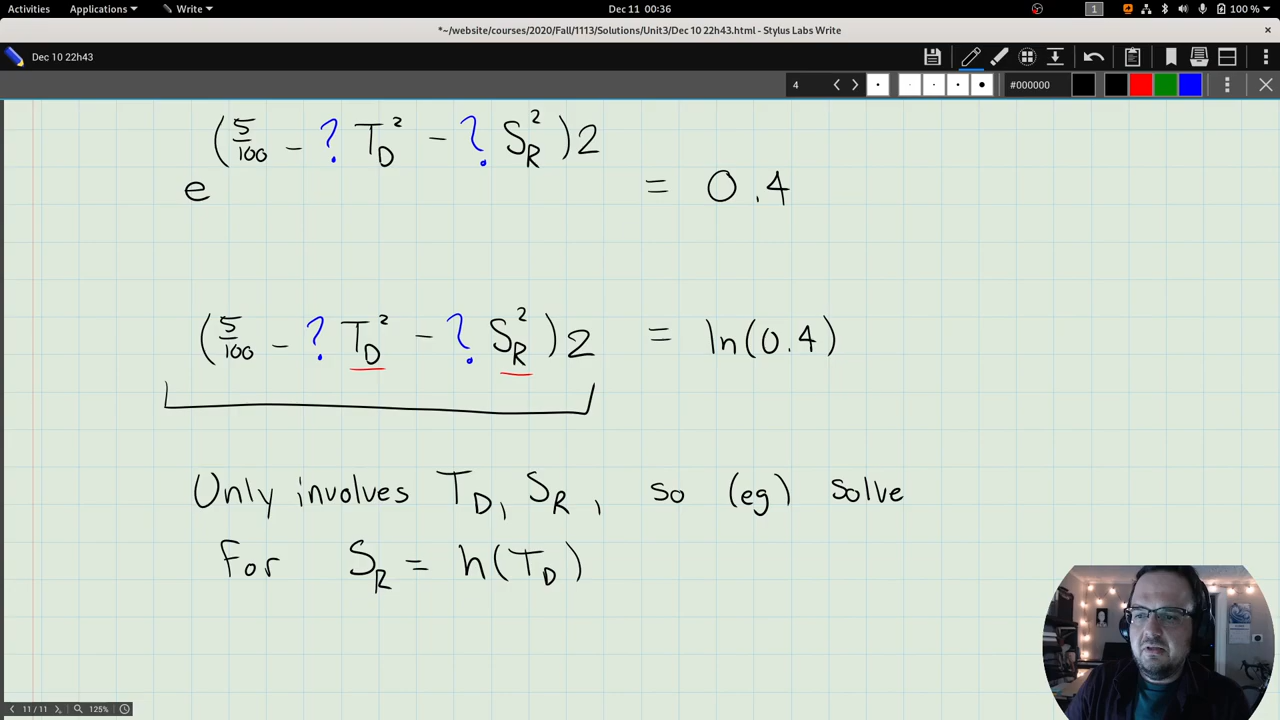 Activities Applications Write Dec 11 00:36 1 100 %
*~/website/courses/2020/Fall/1113/Solutions/Unit3/Dec 10 22h43.html - Stylus Labs Write
Dec 10 22h43
4 #000000
e^(5/100 - ? T_D^2 - ? S_R^2)2 = 0.4
(5/100 - ? T_D^2 - ? S_R^2)2 = ln(0.4)
Only involves T_D, S_R, so (eg) solve
for S_R = h(T_D)
11 / 11 125%